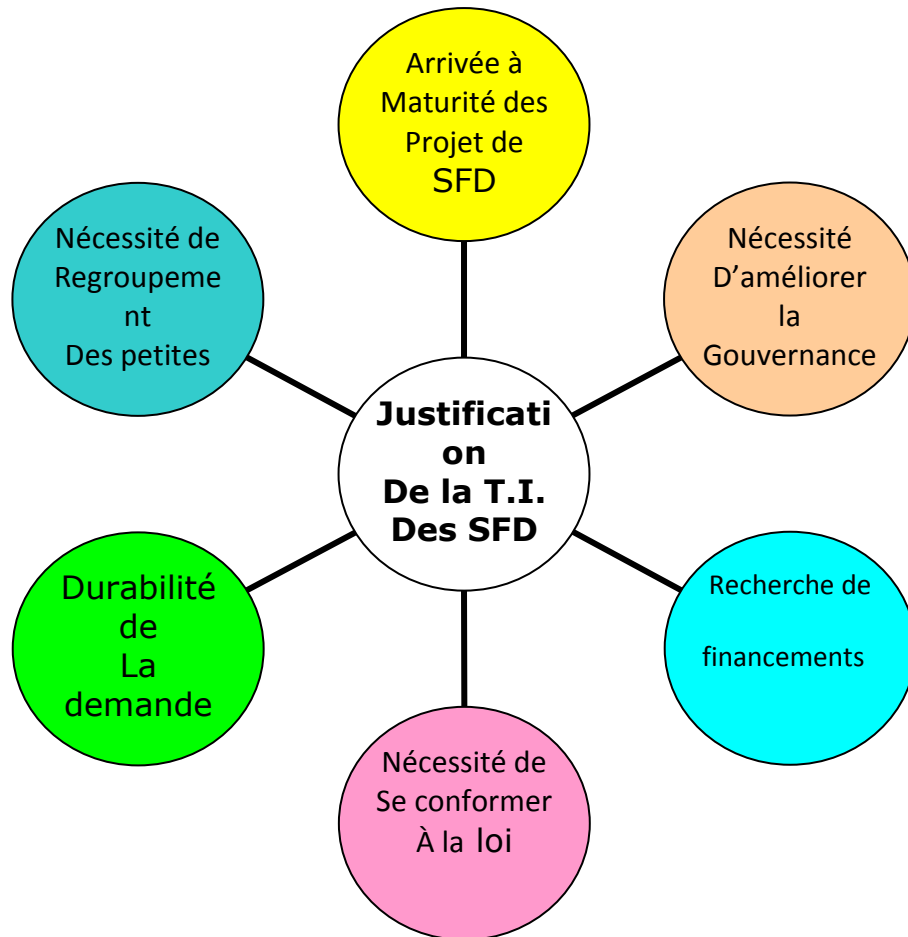 Arrivée à
Maturité des
Projet de
SFD
Nécessité de
Regroupeme
nt
Des petites
Nécessité
D’améliorer
la
Gouvernance
Justificati
on
De la T.I.
Des SFD
Durabilité
de
La
demande
Recherche de
financements
Nécessité de
Se conformer
À la loi